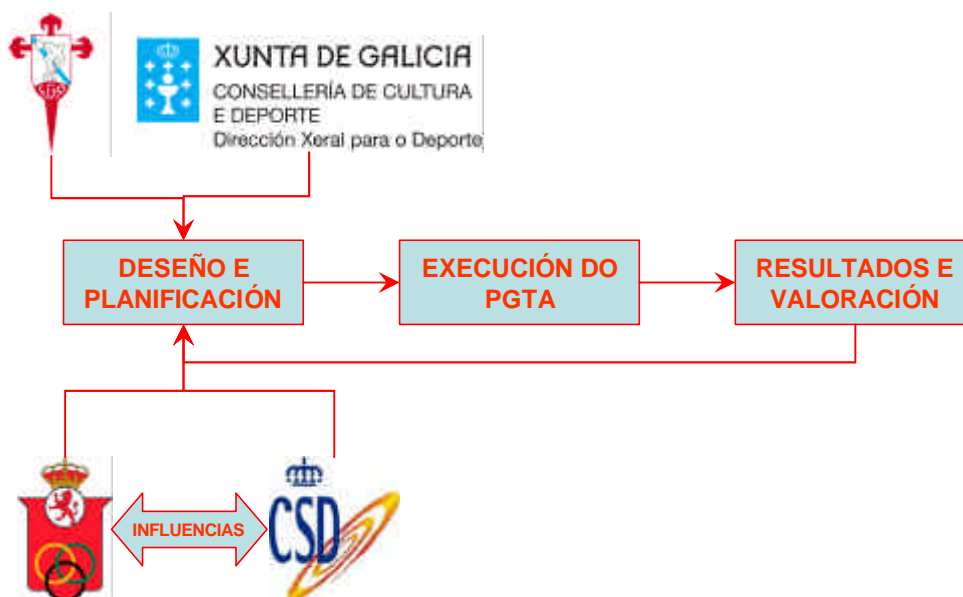 XUNTA DE GALICIA
CONSELLERÍA DE CULTURA
E DEPORTE
Dirección Xeral para o Deporte
DESEÑO E
PLANIFICACIÓN
EXECUCIÓN DO
PGTA
RESULTADOS E
VALORACIÓN
INFLUENCIAS
CSD